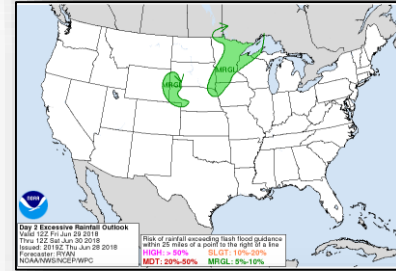 MRGL
MRGL
NOAA
Day 2 Excessive Rainfall Outlook
Valid 12Z Fri Jun 29 2018
Thru 12Z Sat Jun 30 2018
Issued: 2019Z Thu Jun 28 2018
Forecaster: RYAN
NOAA/NWS/NCEP/WPC
Risk of rainfall exceeding flash flood guidance
within 25 miles of a point to the right of a line
HIGH: > 50% SLGT: 10%-20%
MDT: 20%-50% MRGL: 5%-10%